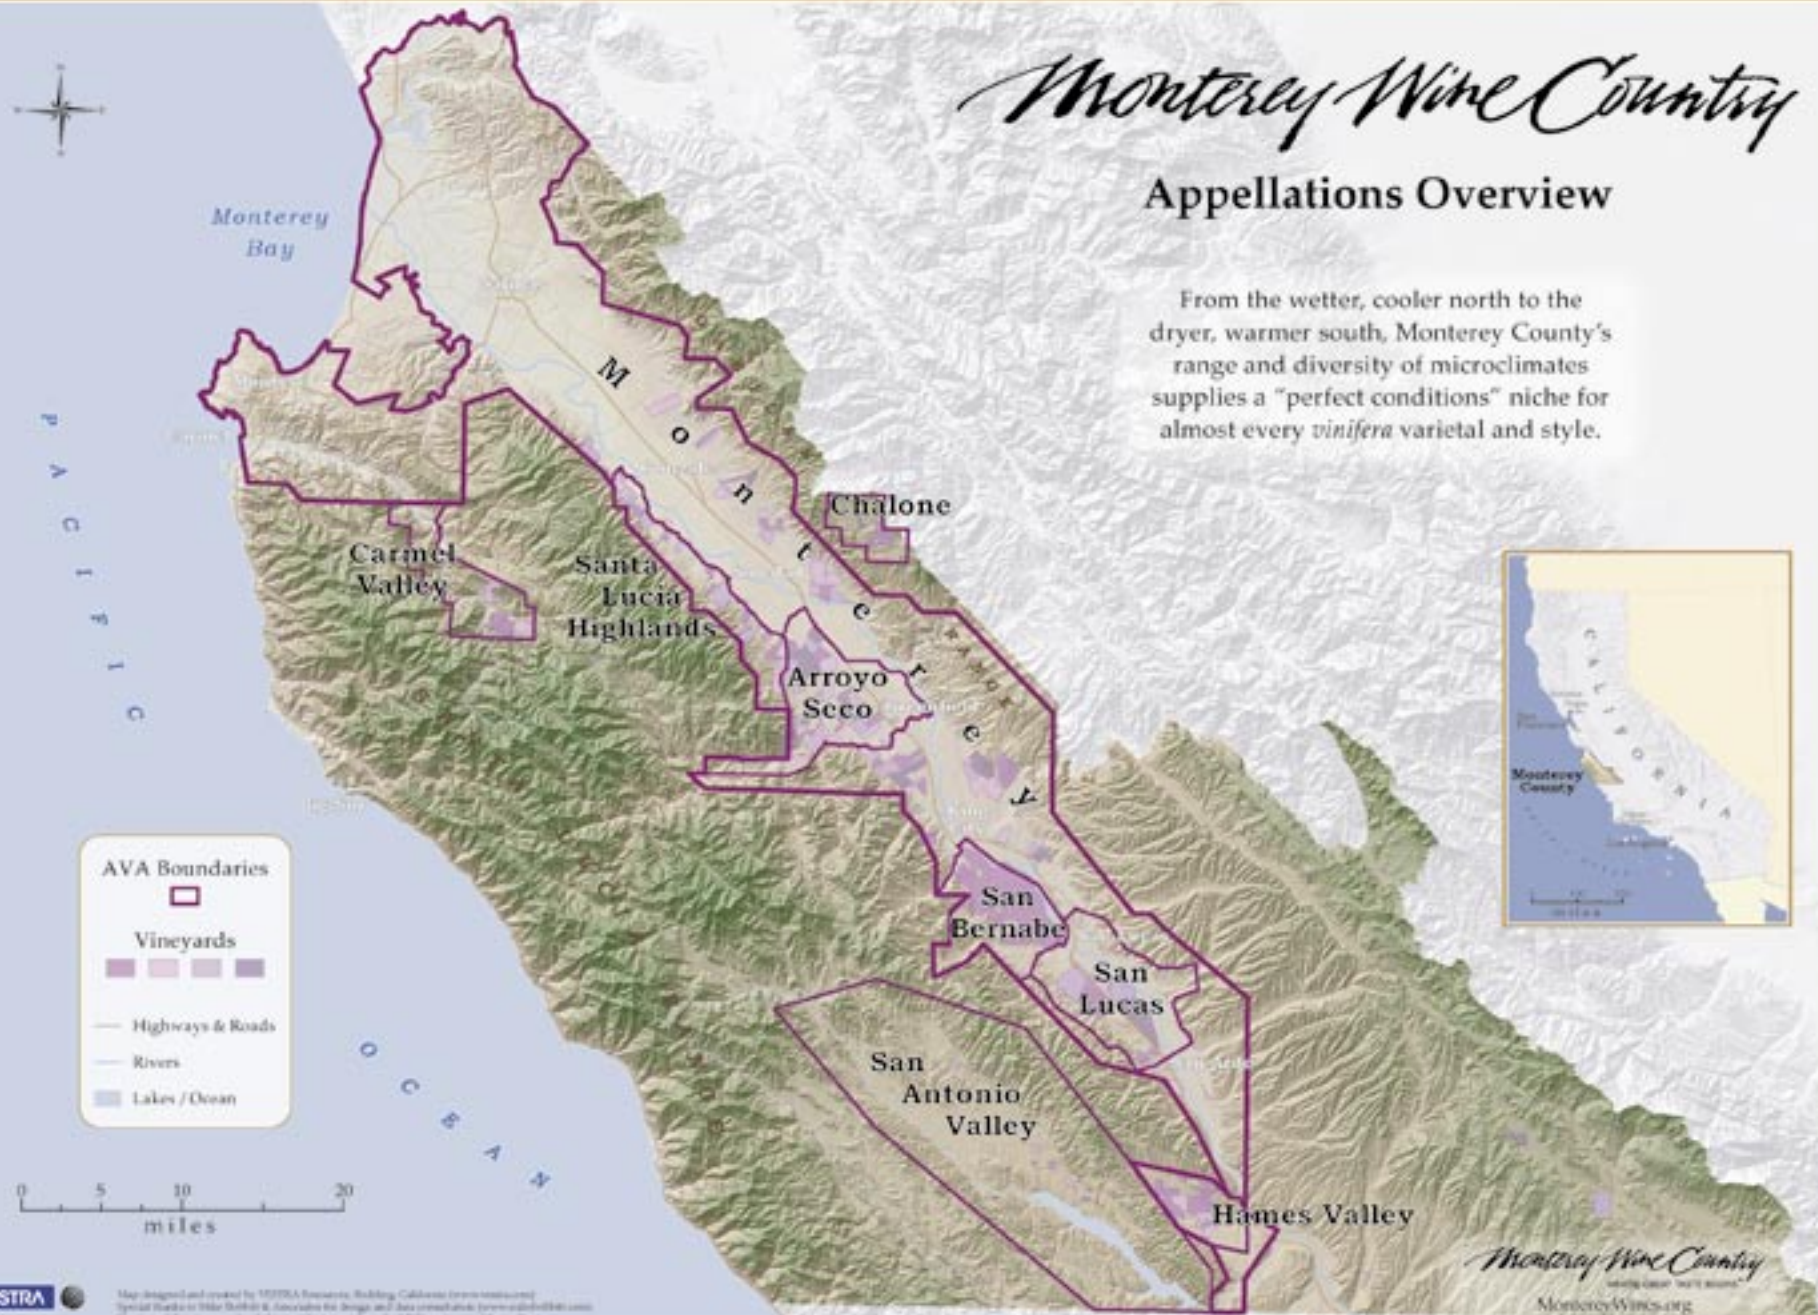 Monterey Wine Country
Appellations Overview
From the wetter, cooler north to the
dryer, warmer south, Monterey County's
range and diversity of microclimates
supplies a "perfect conditions" niche for
almost every vinifera varietal and style.
Monterey
Bay
PACIFIC
OCEAN
Monterey
Chalone
Carmel
Valley
Santa
Lucia
Highlands
Arroyo
Seco
San
Bernabe
San
Lucas
San
Antonio
Valley
Hames Valley
CALIFORNIA
Monterey
County
AVA Boundaries
Vineyards
Highways & Roads
Rivers
Lakes / Ocean
0 5 10 20
miles
Monterey Wine Country
MontereyWines.org